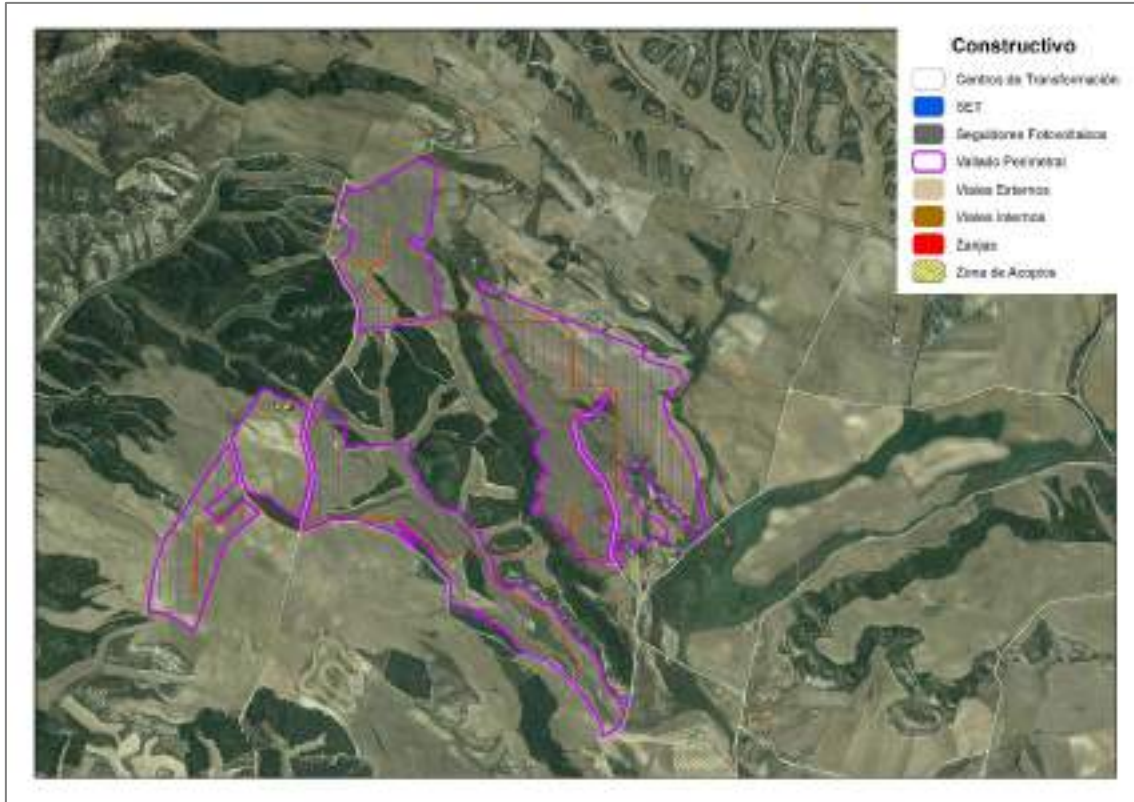 Constructivo
Centros de Transformación
SET
Seguidores Fotovoltaicos
Vallado Perimetral
Viales Externos
Viales Internos
Zanjas
Zona de Acopios